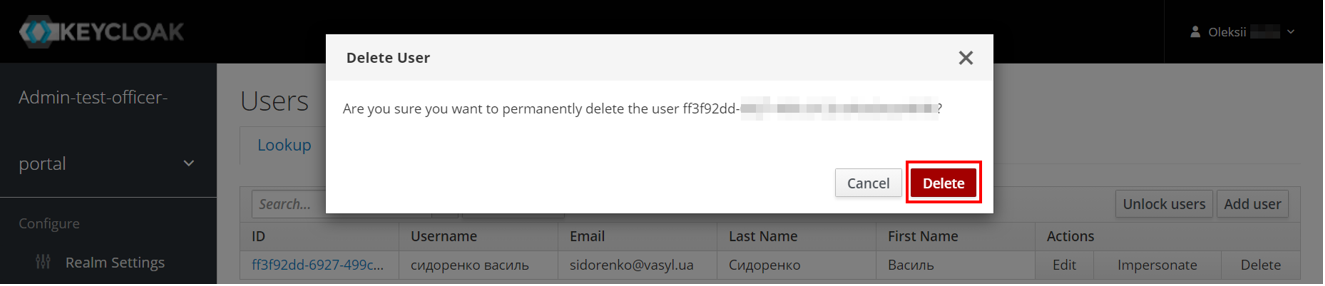 KEYCLOAK
Oleksii
Delete User
Admin-test-officer-
portal
Users
Are you sure you want to permanently delete the user ff3f92dd-?
Lookup
Cancel Delete
Search... Unlock users Add user
Configure
ID Username Email Last Name First Name Actions
Realm Settings
ff3f92dd-6927-499c... сидоренко василь sidorenko@vasyl.ua Сидоренко Василь Edit Impersonate Delete